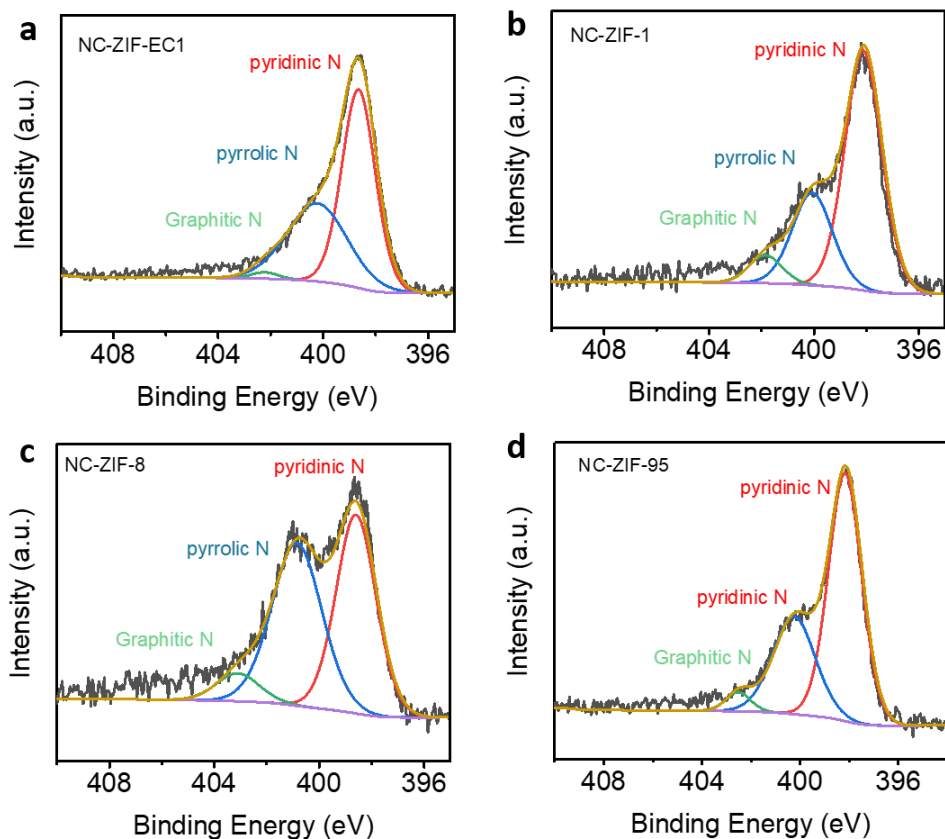 a
NC-ZIF-EC1
pyridinic N
pyrrolic N
Graphitic N
Intensity (a.u.)
408 404 400 396
Binding Energy (eV)
b
NC-ZIF-1
pyridinic N
pyrrolic N
Graphitic N
Intensity (a.u.)
408 404 400 396
Binding Energy (eV)
c
NC-ZIF-8
pyridinic N
pyrrolic N
Graphitic N
Intensity (a.u.)
408 404 400 396
Binding Energy (eV)
d
NC-ZIF-95
pyridinic N
pyridinic N
Graphitic N
Intensity (a.u.)
408 404 400 396
Binding Energy (eV)